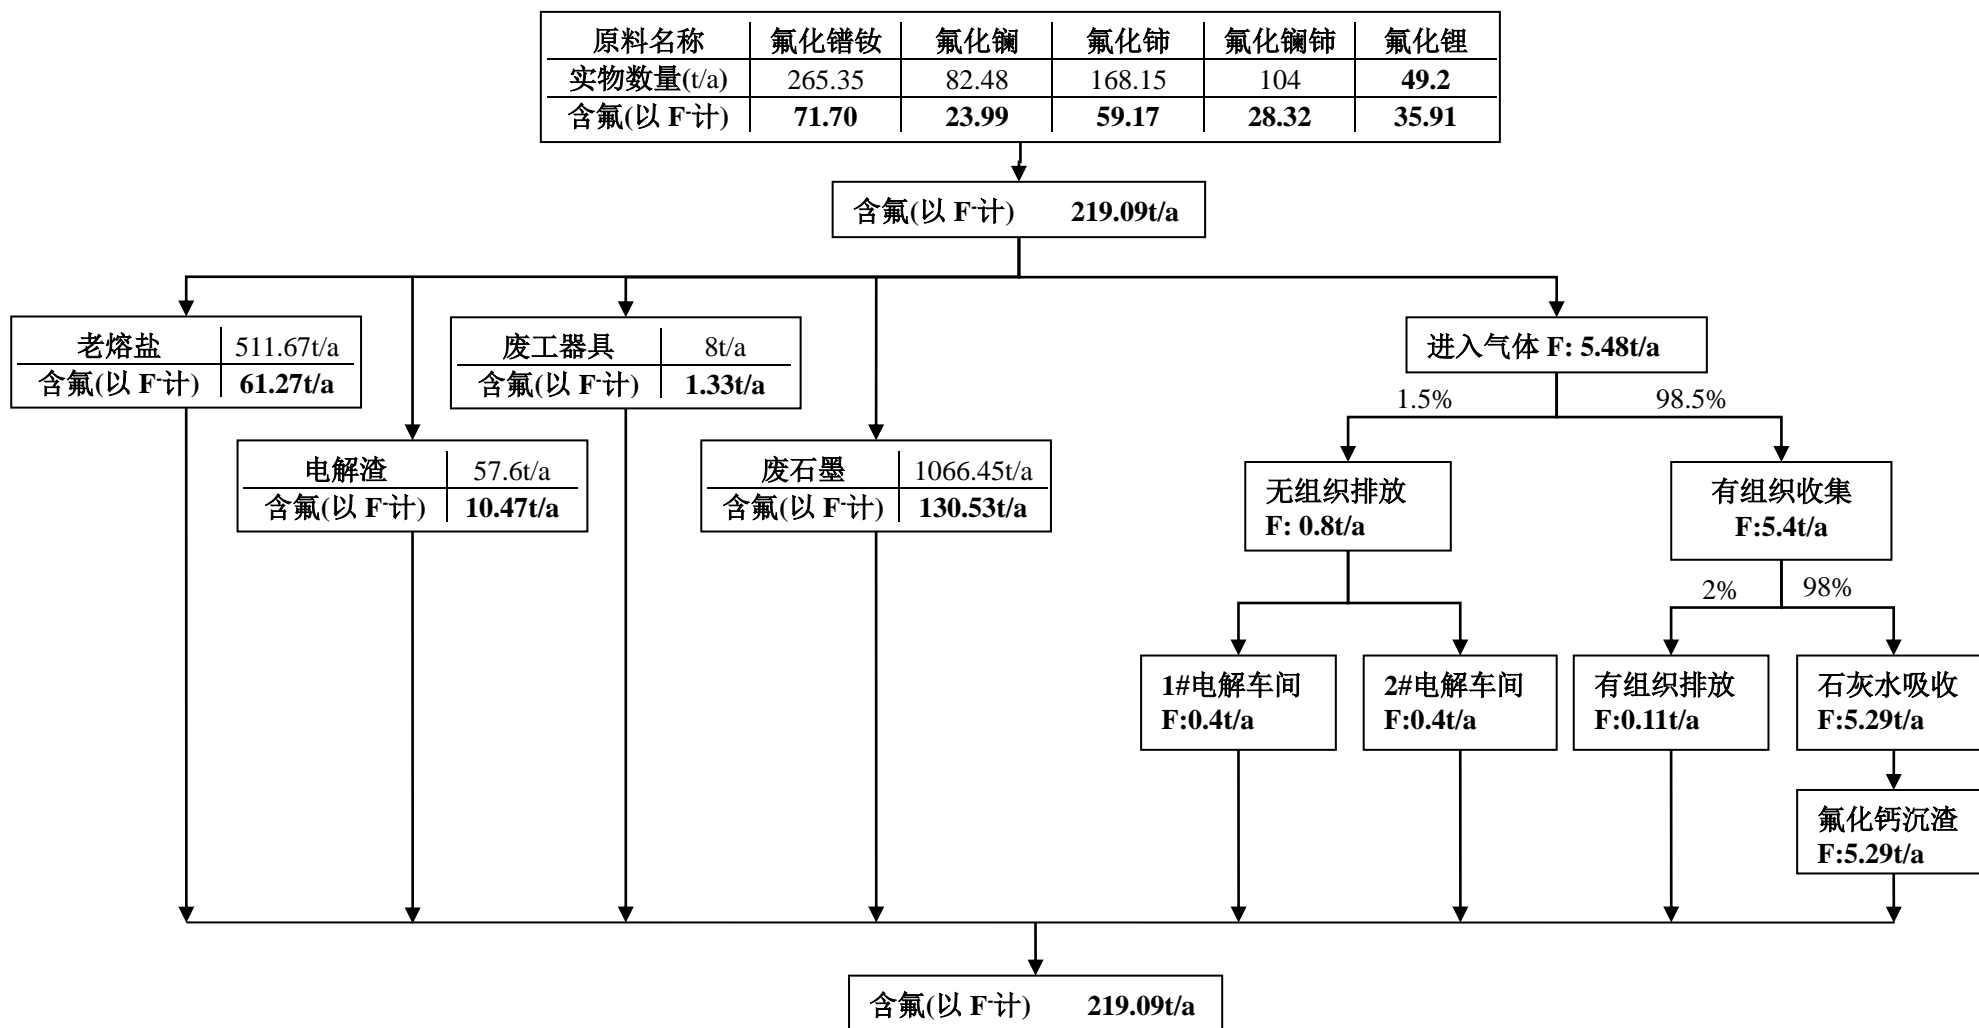 原料名称 氟化镨钕 氟化镧 氟化铈 氟化镧铈 氟化锂
实物数量(t/a) 265.35 82.48 168.15 104 49.2
含氟(以 F-计) 71.70 23.99 59.17 28.32 35.91
含氟(以 F-计) 219.09t/a
老熔盐 511.67t/a
含氟(以 F-计) 61.27t/a
废工器具 8t/a
含氟(以 F-计) 1.33t/a
进入气体 F: 5.48t/a
1.5% 98.5%
电解渣 57.6t/a
含氟(以 F-计) 10.47t/a
废石墨 1066.45t/a
含氟(以 F-计) 130.53t/a
无组织排放
F: 0.8t/a
有组织收集
F:5.4t/a
2% 98%
1#电解车间
F:0.4t/a
2#电解车间
F:0.4t/a
有组织排放
F:0.11t/a
石灰水吸收
F:5.29t/a
氟化钙沉渣
F:5.29t/a
含氟(以 F-计) 219.09t/a